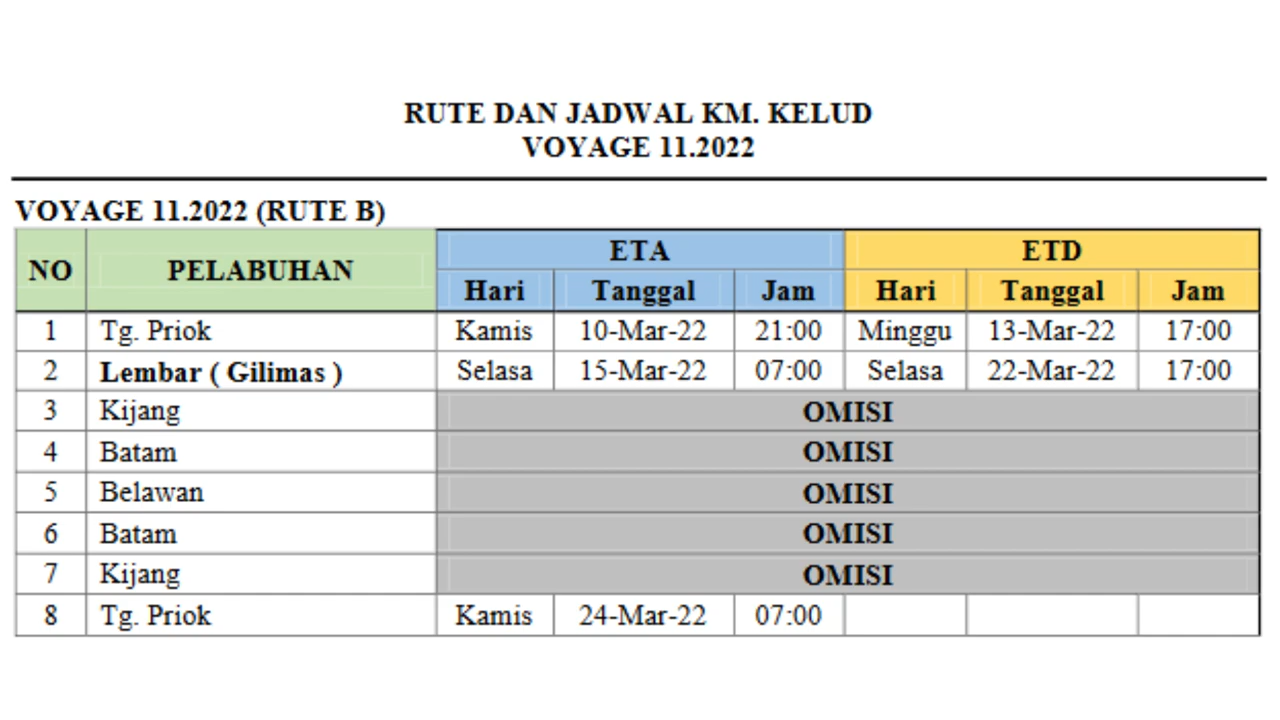 RUTE DAN JADWAL KM. KELUD
VOYAGE 11.2022
VOYAGE 11.2022 (RUTE B)
NO PELABUHAN ETA ETD
Hari Tanggal Jam Hari Tanggal Jam
1 Tg. Priok Kamis 10-Mar-22 21:00 Minggu 13-Mar-22 17:00
2 Lembar ( Gilimas ) Selasa 15-Mar-22 07:00 Selasa 22-Mar-22 17:00
3 Kijang OMISI
4 Batam OMISI
5 Belawan OMISI
6 Batam OMISI
7 Kijang OMISI
8 Tg. Priok Kamis 24-Mar-22 07:00